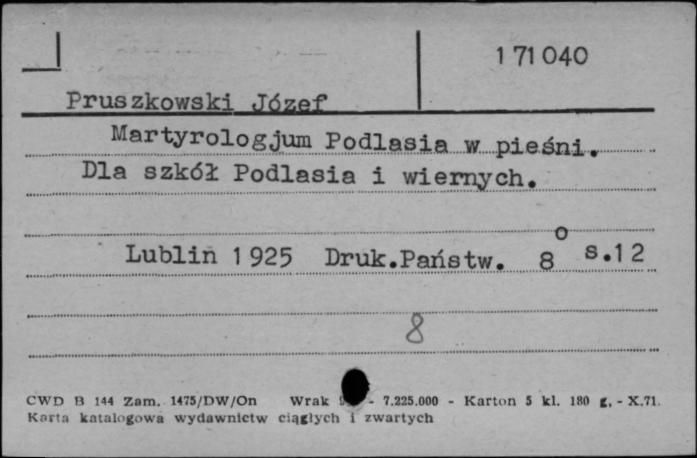 171040
Pruszkowski Józef
Martyrologjum Podlasia w pieśni.
Dla szkół Podlasia i wiernych.
Lublin 1925 Druk.Państw. 8° s.12
8
CWD B 144 Zam. 1475/DW/On Wrak - 7.225.000 - Karton 5 kl. 180 g. - X.71.
Karta katalogowa wydawnictw ciągłych i zwartych